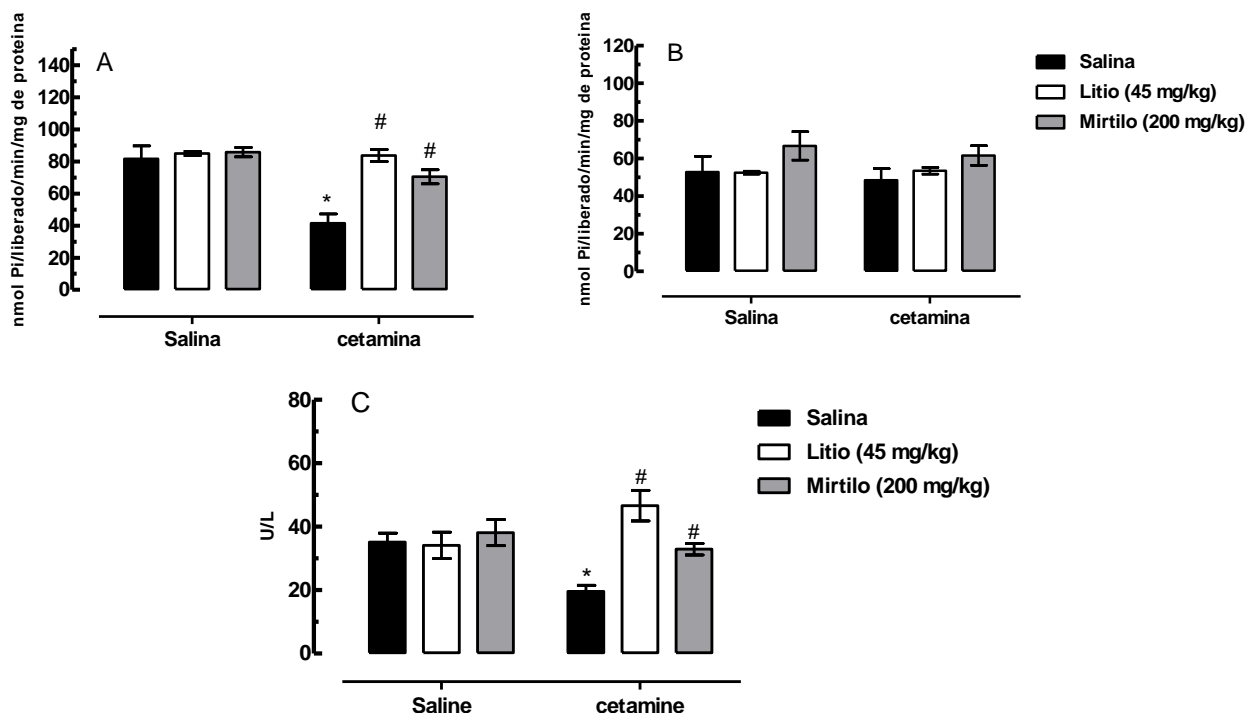 A
nmol Pi/liberado/min/mg de proteina
140
120
100
80
60
40
20
0
*
#
#
Salina
cetamina
B
nmol Pi/liberado/min/mg de proteina
120
100
80
60
40
20
0
Salina
cetamina
Salina
Litio (45 mg/kg)
Mirtilo (200 mg/kg)
C
U/L
80
60
40
20
0
*
#
#
Saline
cetamine
Salina
Litio (45 mg/kg)
Mirtilo (200 mg/kg)